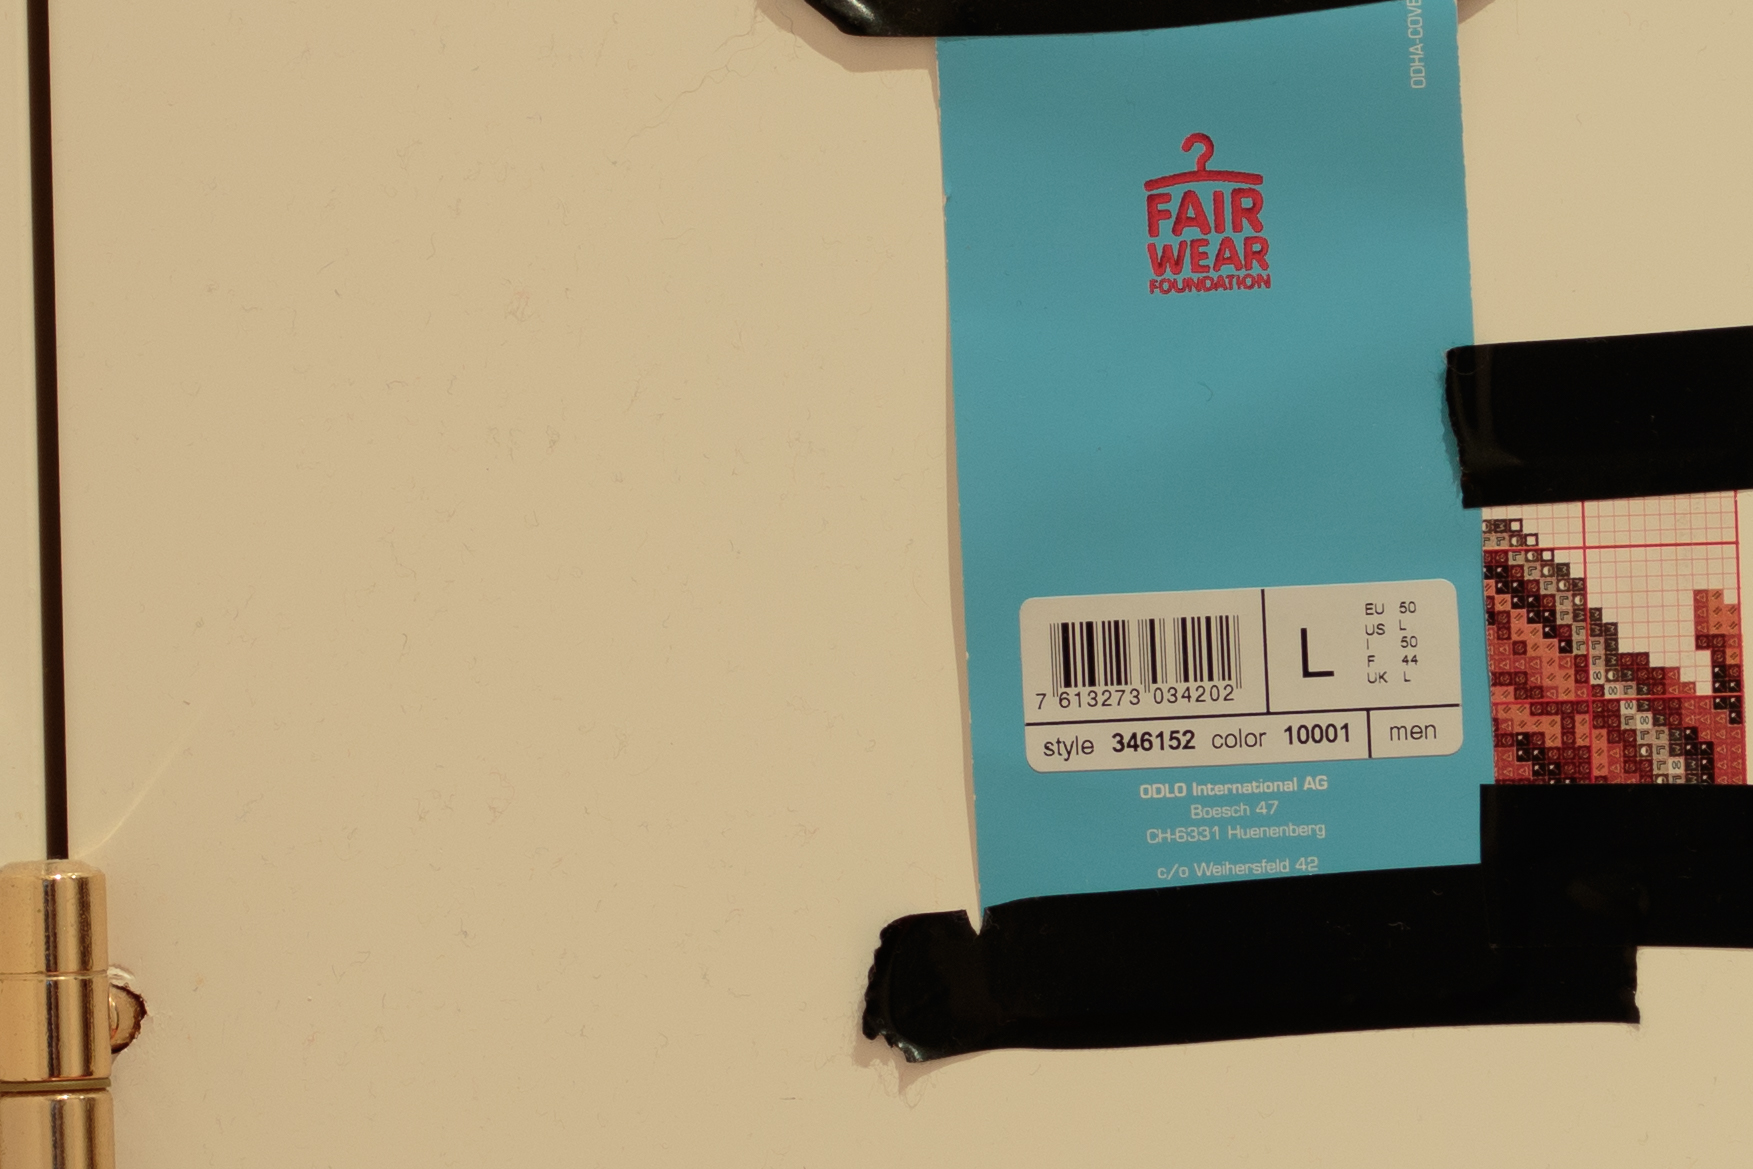 ODHA-COVE
FAIR
WEAR
FOUNDATION
EU 50
US L
I 50
F 44
UK L
L
7 613273 034202
style 346152 color 10001 men
ODLO International AG
Boesch 47
CH-6331 Huenenberg
c/o Weihersfeld 42